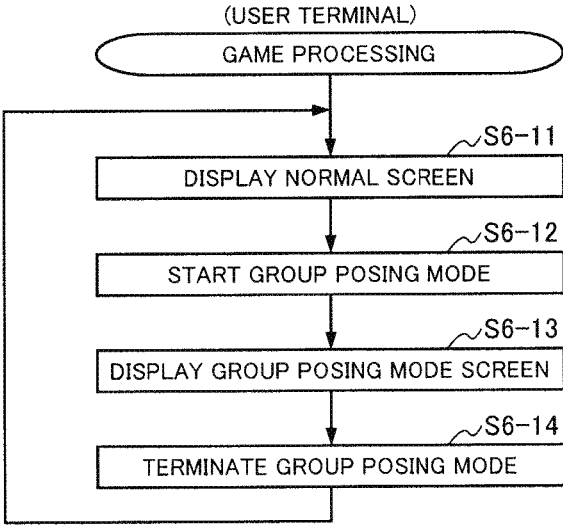 (USER TERMINAL)
GAME PROCESSING
S6-11
DISPLAY NORMAL SCREEN
S6-12
START GROUP POSING MODE
S6-13
DISPLAY GROUP POSING MODE SCREEN
S6-14
TERMINATE GROUP POSING MODE